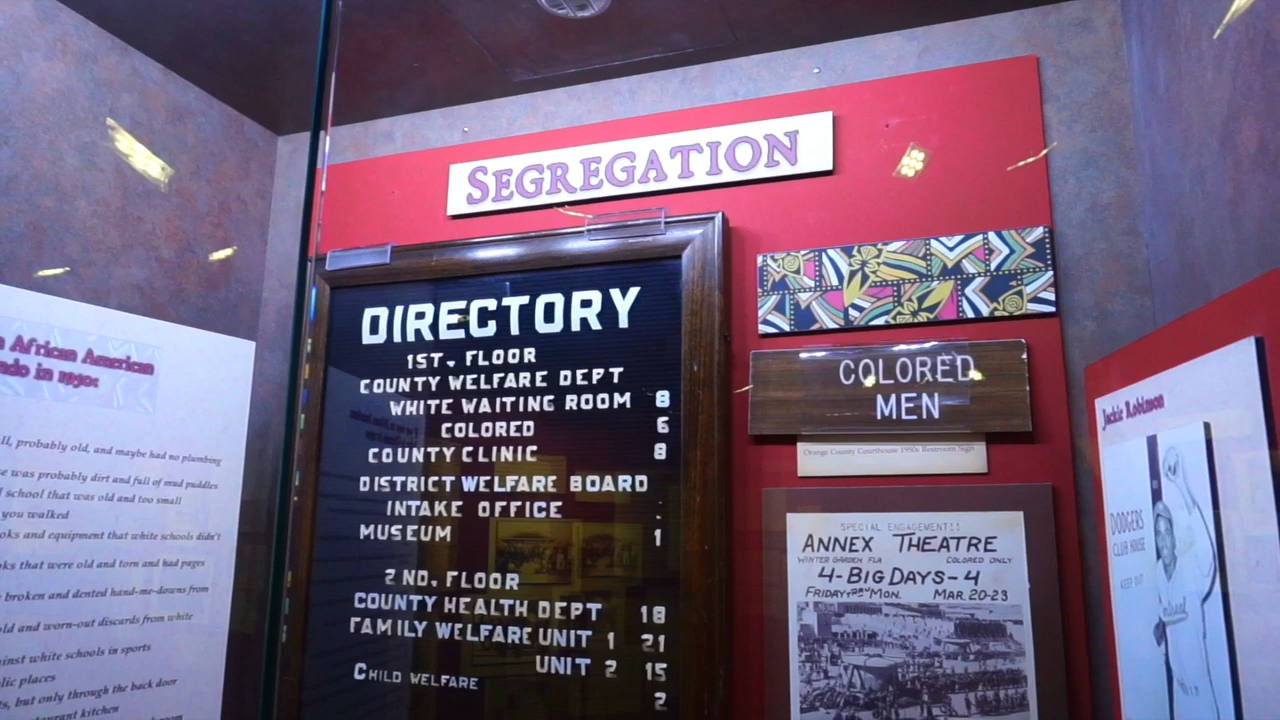 n African American
ndo in 1930:
ll, probably old, and maybe had no plumbing
se was probably dirt and full of mud puddles
school that was old and too small
you walked
oks and equipment that white schools didn't
oks that were old and torn and had pages
broken and dented hand-me-downs from
old and worn-out discards from white
inst white schools in sports
lic places
s, but only through the back door
staurant kitchen
SEGREGATION
DIRECTORY
1ST. FLOOR
COUNTY WELFARE DEPT
WHITE WAITING ROOM 8
COLORED 6
COUNTY CLINIC 8
DISTRICT WELFARE BOARD
INTAKE OFFICE
MUSEUM 1
2 ND. FLOOR
COUNTY HEALTH DEPT 18
FAMILY WELFARE UNIT 1 21
UNIT 2 15
CHILD WELFARE
2
COLORED
MEN
Orange County Courthouse 1950s Restroom Sign
SPECIAL ENGAGEMENT!!
ANNEX THEATRE
WINTER GARDEN FLA COLORED ONLY
4-BIG DAYS-4
FRIDAY MON. MAR. 20-23
Jackie Robinson
DODGERS
CLUB HOUSE
KEEP OUT